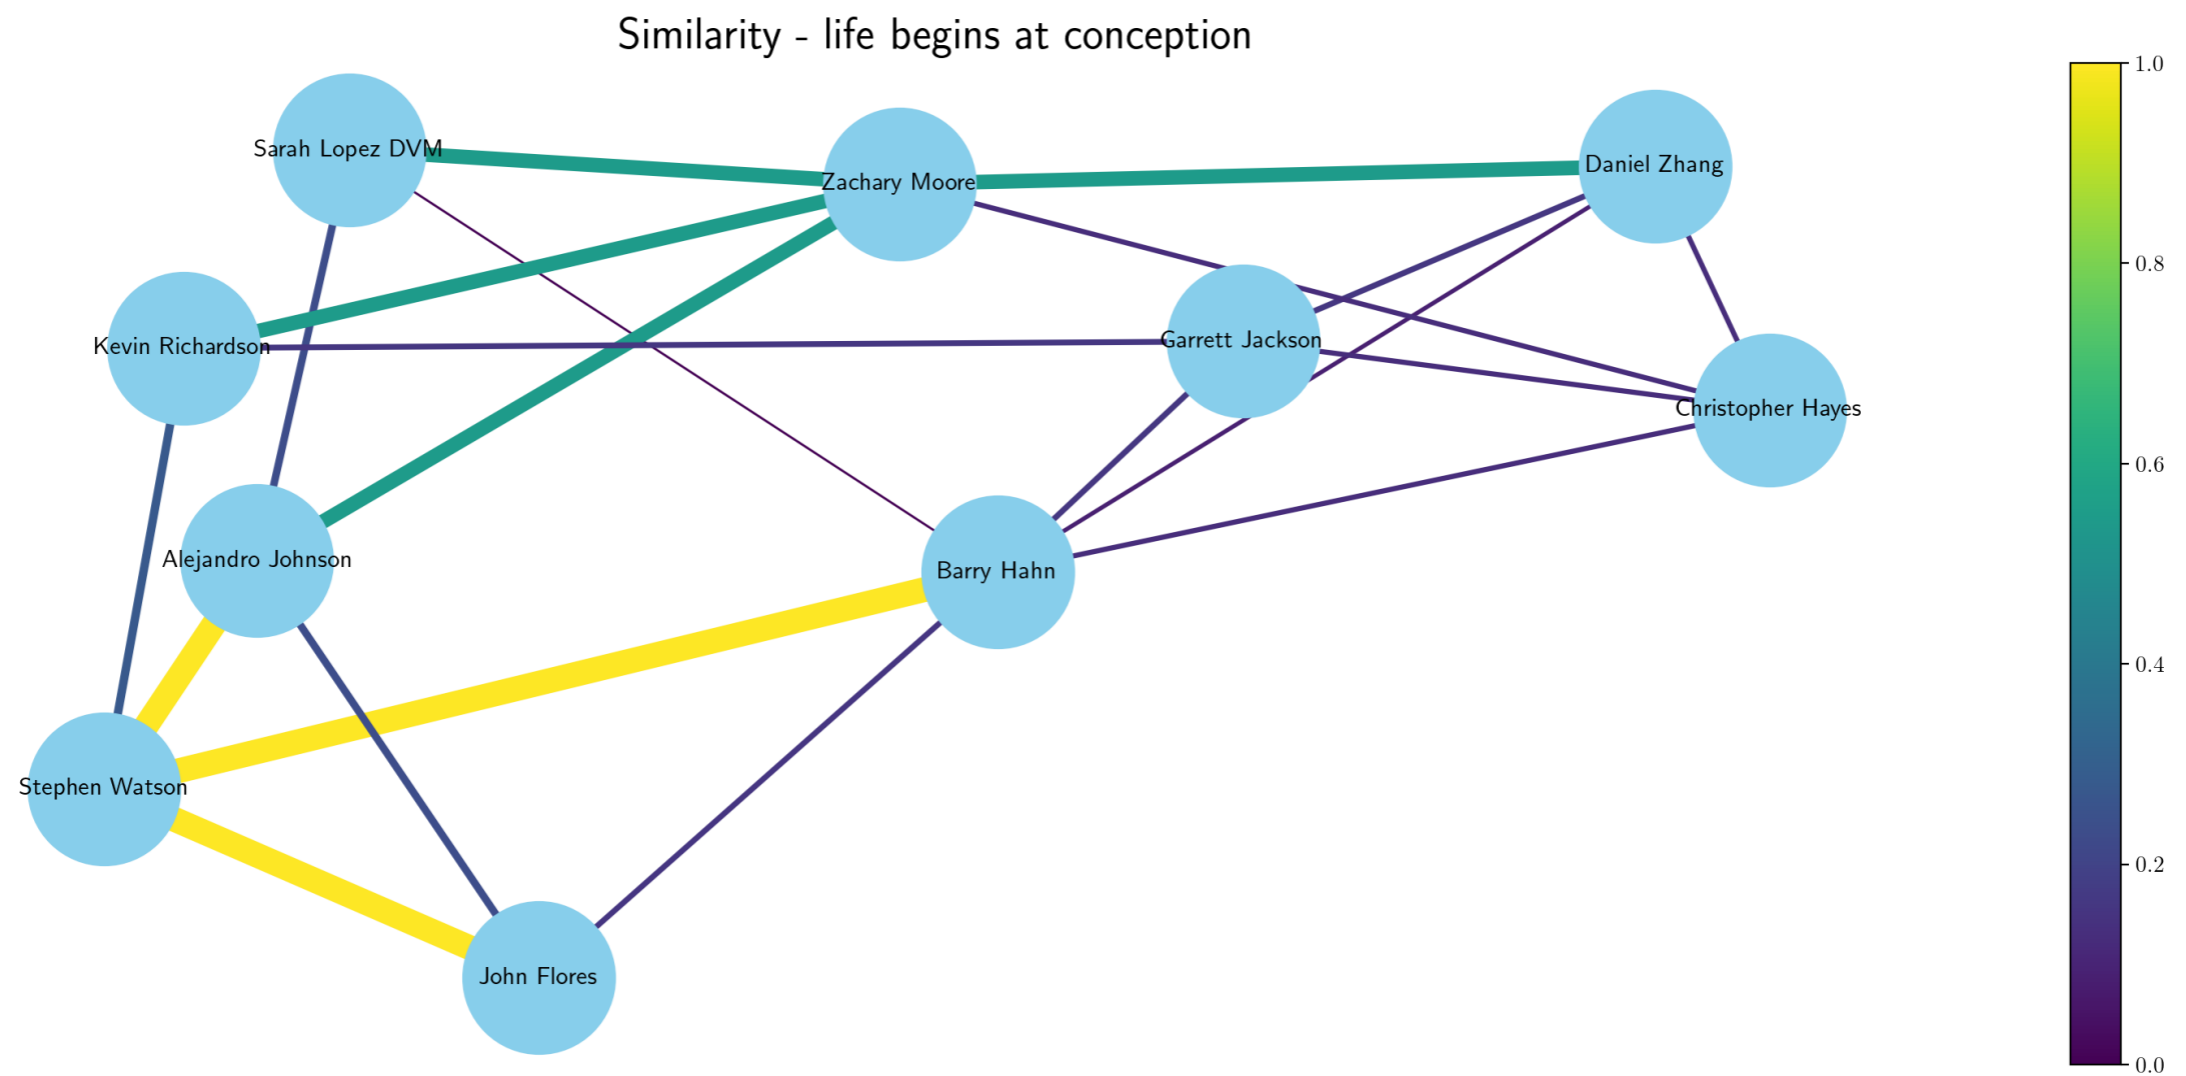 Similarity - life begins at conception
Sarah Lopez DVM
Zachary Moore
Daniel Zhang
Kevin Richardson
Garrett Jackson
Christopher Hayes
Alejandro Johnson
Barry Hahn
Stephen Watson
John Flores
1.0
0.8
0.6
0.4
0.2
0.0